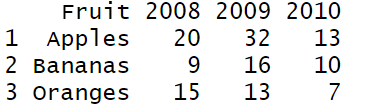 Fruit 2008 2009 2010
1 Apples 20 32 13
2 Bananas 9 16 10
3 Oranges 15 13 7